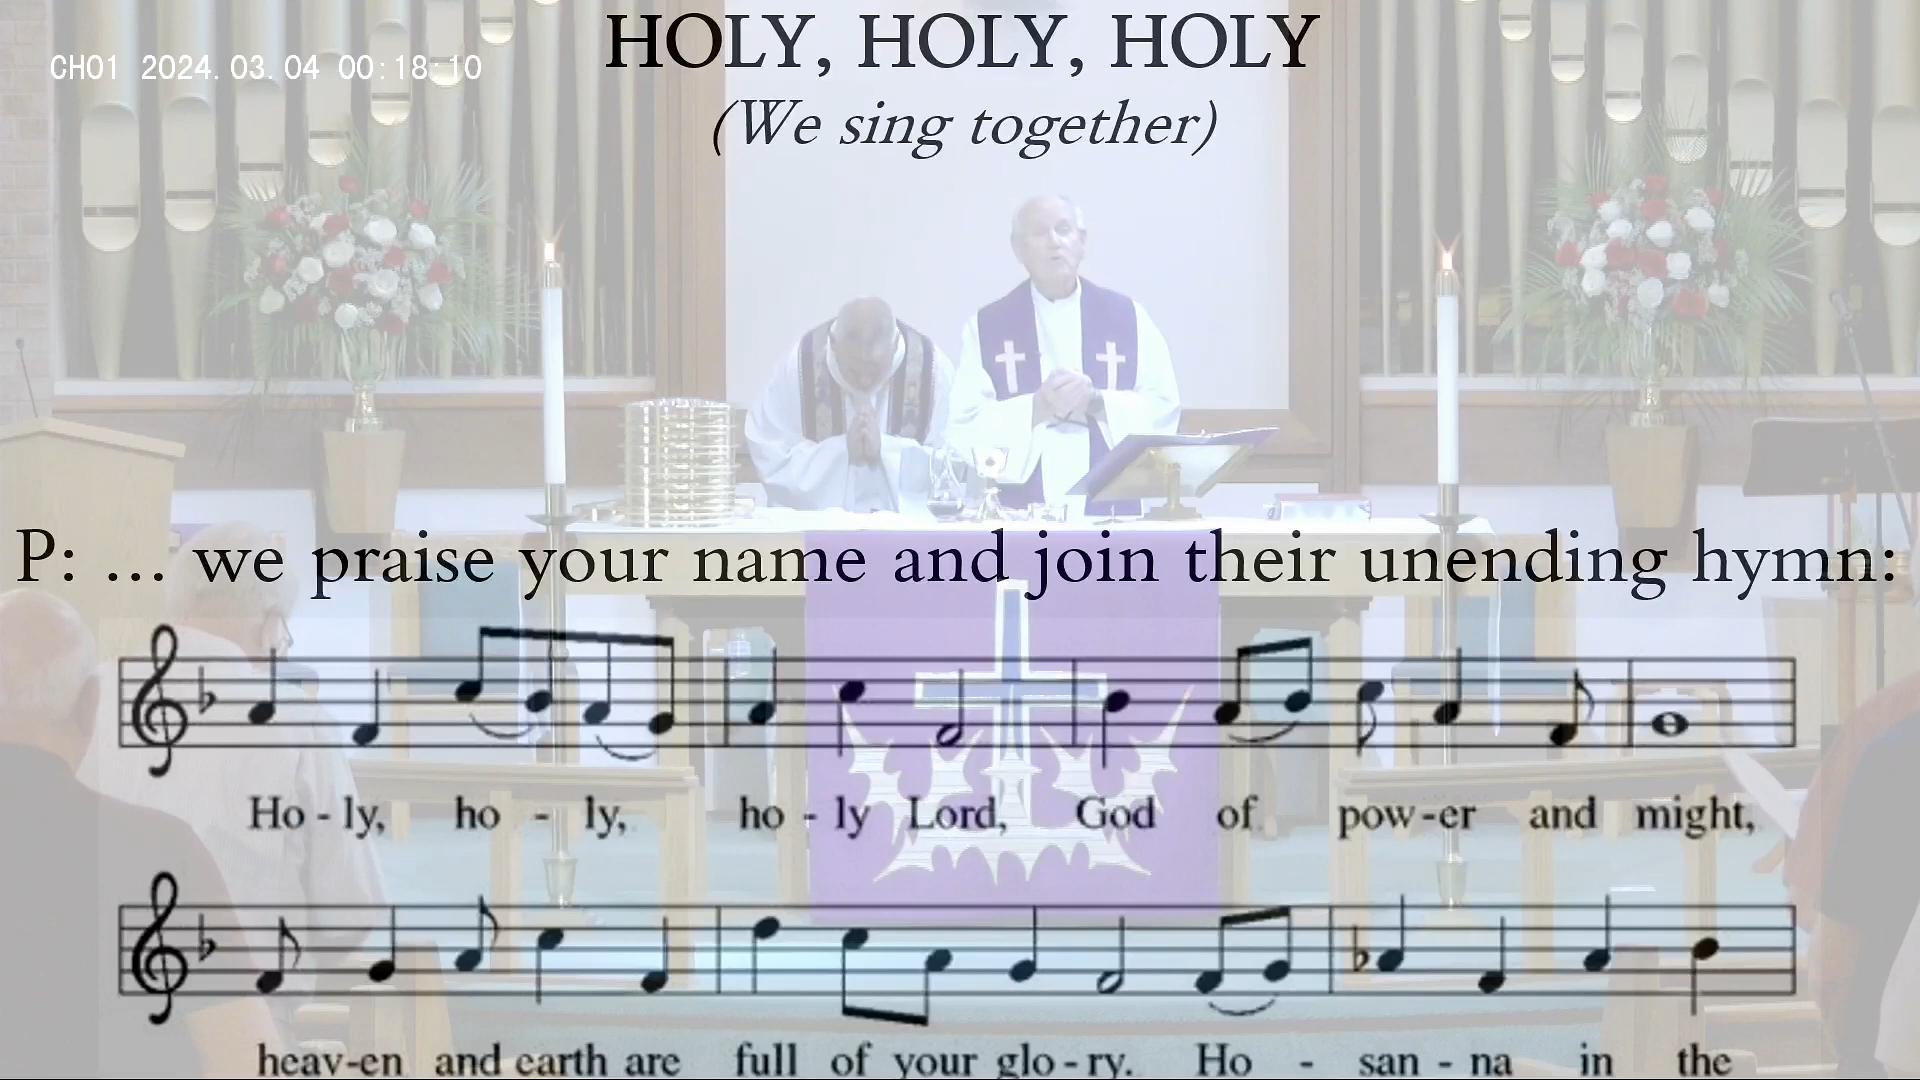 HOLY, HOLY, HOLY
CH01 2024.03.04 00:18:10
(We sing together)
P: ... we praise your name and join their unending hymn:
Ho - ly, ho - ly, ho - ly Lord, God of pow-er and might,
heav-en and earth are full of your glo - ry. Ho - san - na in the